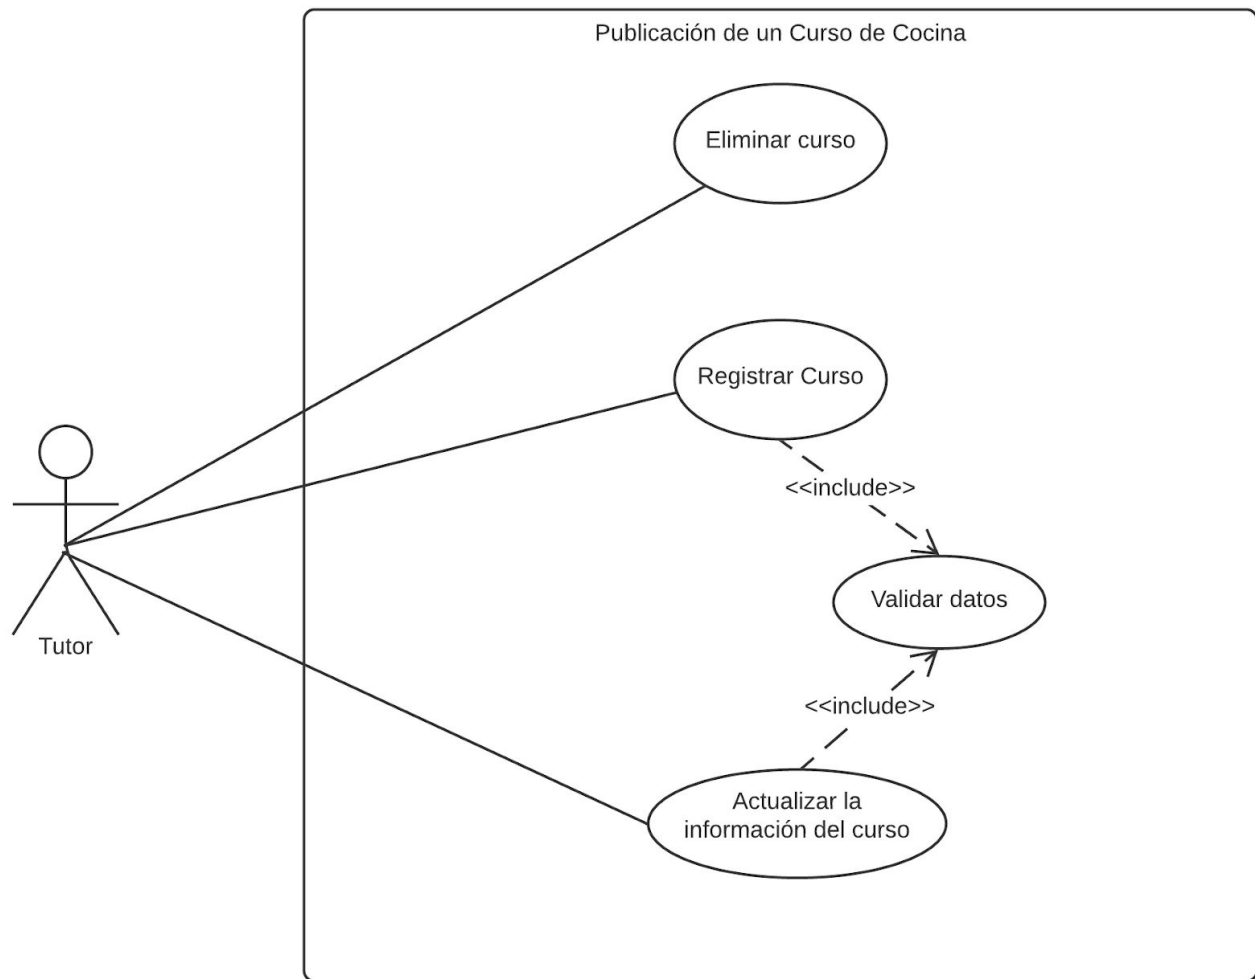 Publicación de un Curso de Cocina
Eliminar curso
Registrar Curso
<<include>>
Validar datos
Tutor
<<include>>
Actualizar la
información del curso